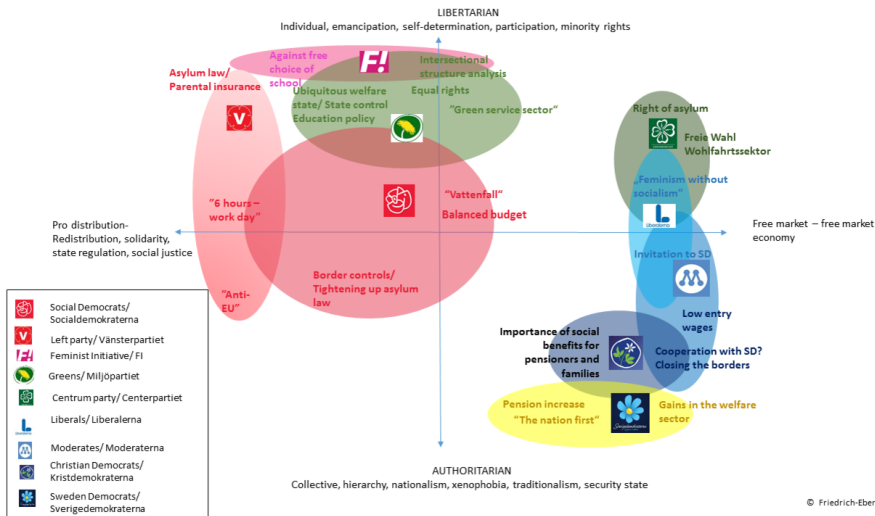 LIBERTARIAN
Individual, emancipation, self-determination, participation, minority rights
Against free
choice of
school
F!
Intersectional
structure analysis
Asylum law/
Parental insurance
V
Ubiquitous welfare
state/ State control
Education policy
Equal rights
"Green service sector"
Right of asylum
Freie Wahl
Wohlfahrtssektor
„Feminism without
socialism"
L
Liberalerna
"6 hours –
work day"
"Vattenfall"
Balanced budget
Pro distribution-
Redistribution, solidarity,
state regulation, social justice
Free market – free market
economy
Invitation to SD
M
Border controls/
Tightening up asylum
law
"Anti-
EU"
Low entry
wages
Importance of social
benefits for
pensioners and
families
Cooperation with SD?
Closing the borders
Pension increase
"The nation first"
Gains in the welfare
sector
Sverigedemokraterna
AUTHORITARIAN
Collective, hierarchy, nationalism, xenophobia, traditionalism, security state
Social Democrats/
Socialdemokraterna
V
Left party/ Vänsterpartiet
F!
Feminist Initiative/ FI
Greens/ Miljöpartiet
Centrum party/ Centerpartiet
L
Liberals/ Liberalerna
M
Moderates/ Moderaterna
Christian Democrats/
Kristdemokraterna
Sweden Democrats/
Sverigedemokraterna
© Friedrich-Eber